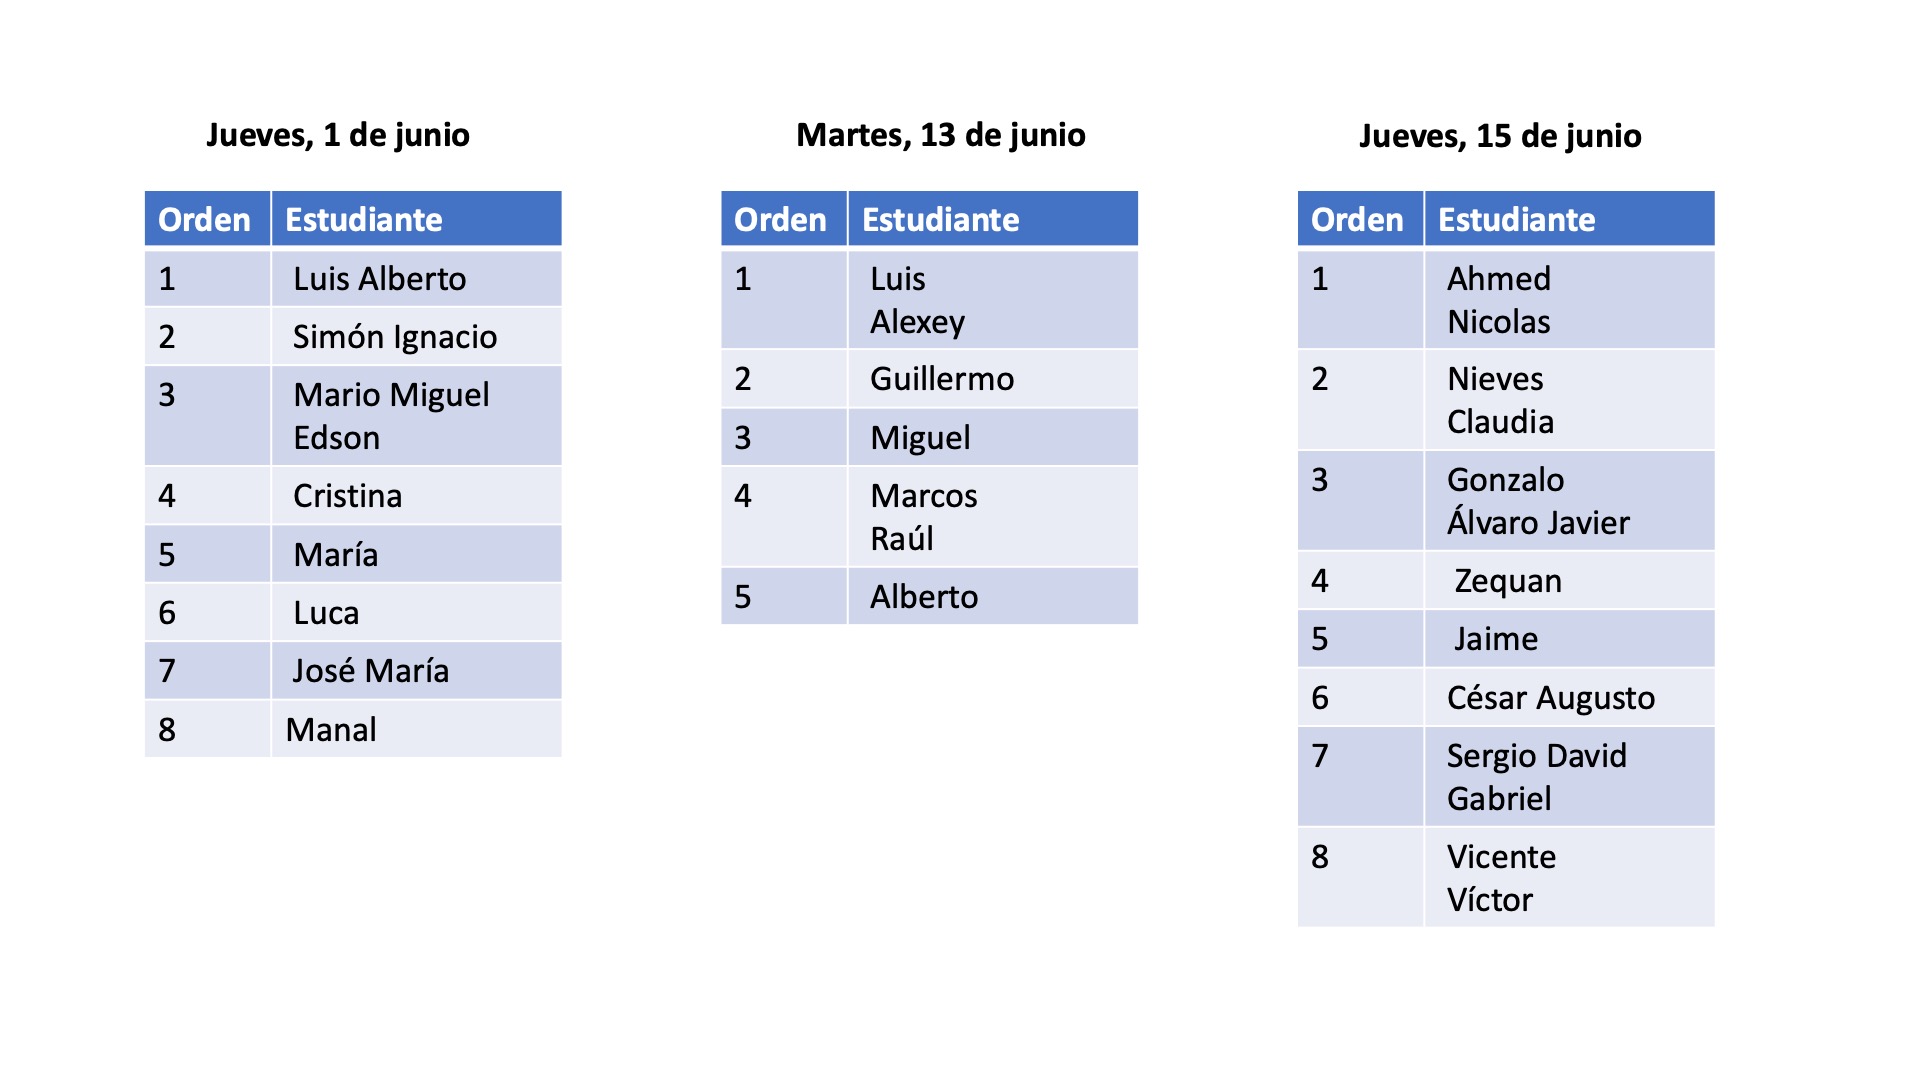 Jueves, 1 de junio
Orden Estudiante
1 Luis Alberto
2 Simón Ignacio
3 Mario Miguel
Edson
4 Cristina
5 María
6 Luca
7 José María
8 Manal
Martes, 13 de junio
Orden Estudiante
1 Luis
Alexey
2 Guillermo
3 Miguel
4 Marcos
Raúl
5 Alberto
Jueves, 15 de junio
Orden Estudiante
1 Ahmed
Nicolas
2 Nieves
Claudia
3 Gonzalo
Álvaro Javier
4 Zequan
5 Jaime
6 César Augusto
7 Sergio David
Gabriel
8 Vicente
Víctor